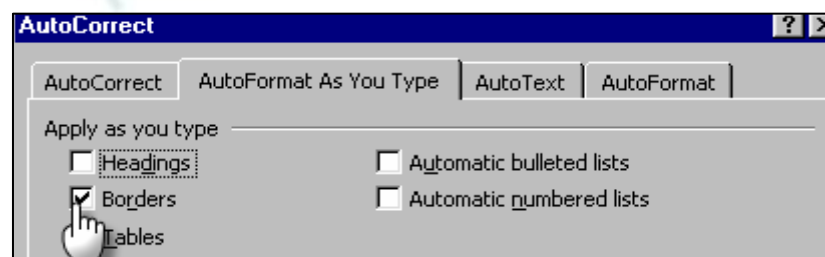 AutoCorrect
AutoCorrect AutoFormat As You Type AutoText AutoFormat
Apply as you type
Headings Automatic bulleted lists
Borders Automatic numbered lists
Tables